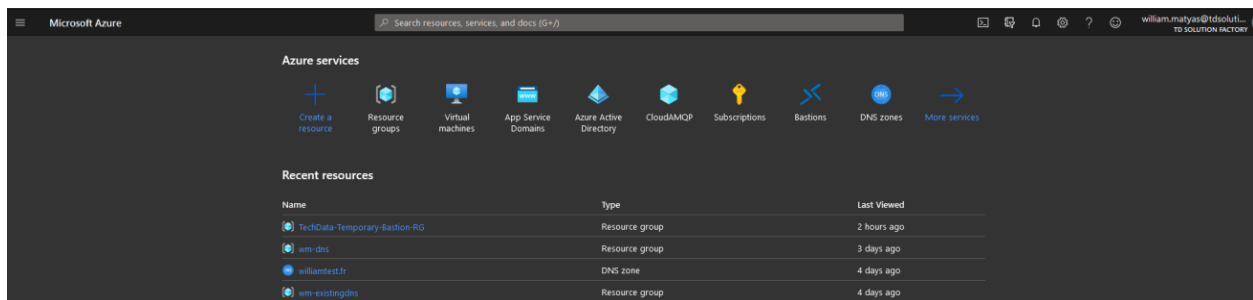 Microsoft Azure
Search resources, services, and docs (G+/)
william.matyas@tdsoluti...
TD SOLUTION FACTORY
Azure services
Create a resource
Resource groups
Virtual machines
App Service Domains
Azure Active Directory
CloudAMQP
Subscriptions
Bastions
DNS
DNS zones
More services
Recent resources
Name Type Last Viewed
TechData-Temporary-Bastion-RG Resource group 2 hours ago
wm-dns Resource group 3 days ago
williamtest.fr DNS zone 4 days ago
wm-existingdns Resource group 4 days ago